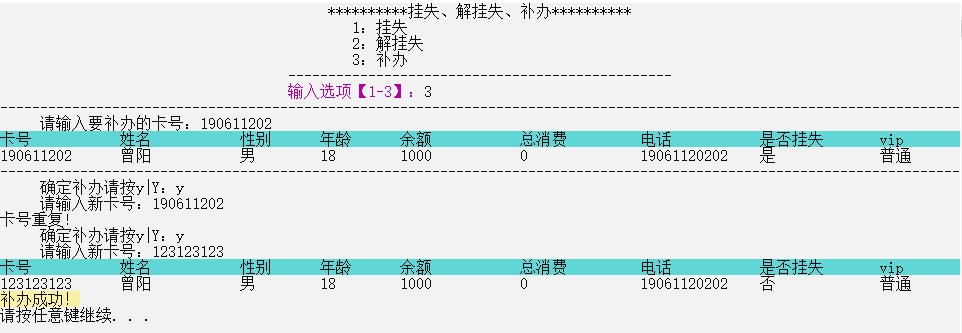 **********挂失、解挂失、补办**********
1：挂失
2：解挂失
3：补办
------------------------------------------------
输入选项【1-3】：3
------------------------------------------------------------------------------------------------------------------------
请输入要补办的卡号：190611202
卡号 姓名 性别 年龄 余额 总消费 电话 是否挂失 vip
190611202 曾阳 男 18 1000 0 19061120202 是 普通
------------------------------------------------------------------------------------------------------------------------
确定补办请按y|Y：y
请输入新卡号：190611202
卡号重复！
确定补办请按y|Y：y
请输入新卡号：123123123
卡号 姓名 性别 年龄 余额 总消费 电话 是否挂失 vip
123123123 曾阳 男 18 1000 0 19061120202 否 普通
补办成功！
请按任意键继续. . .